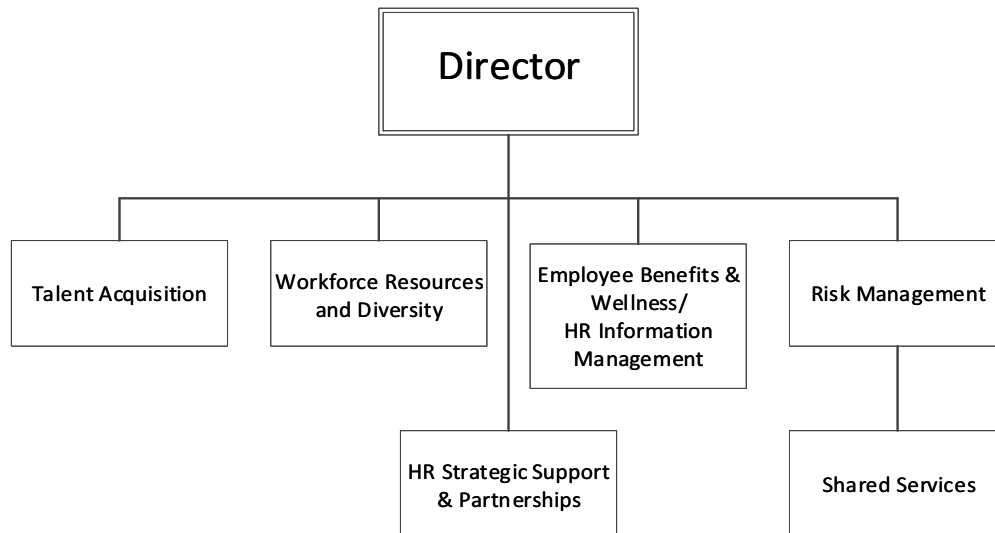 Director
Talent Acquisition
Workforce Resources
and Diversity
Employee Benefits &
Wellness/
HR Information
Management
Risk Management
HR Strategic Support
& Partnerships
Shared Services